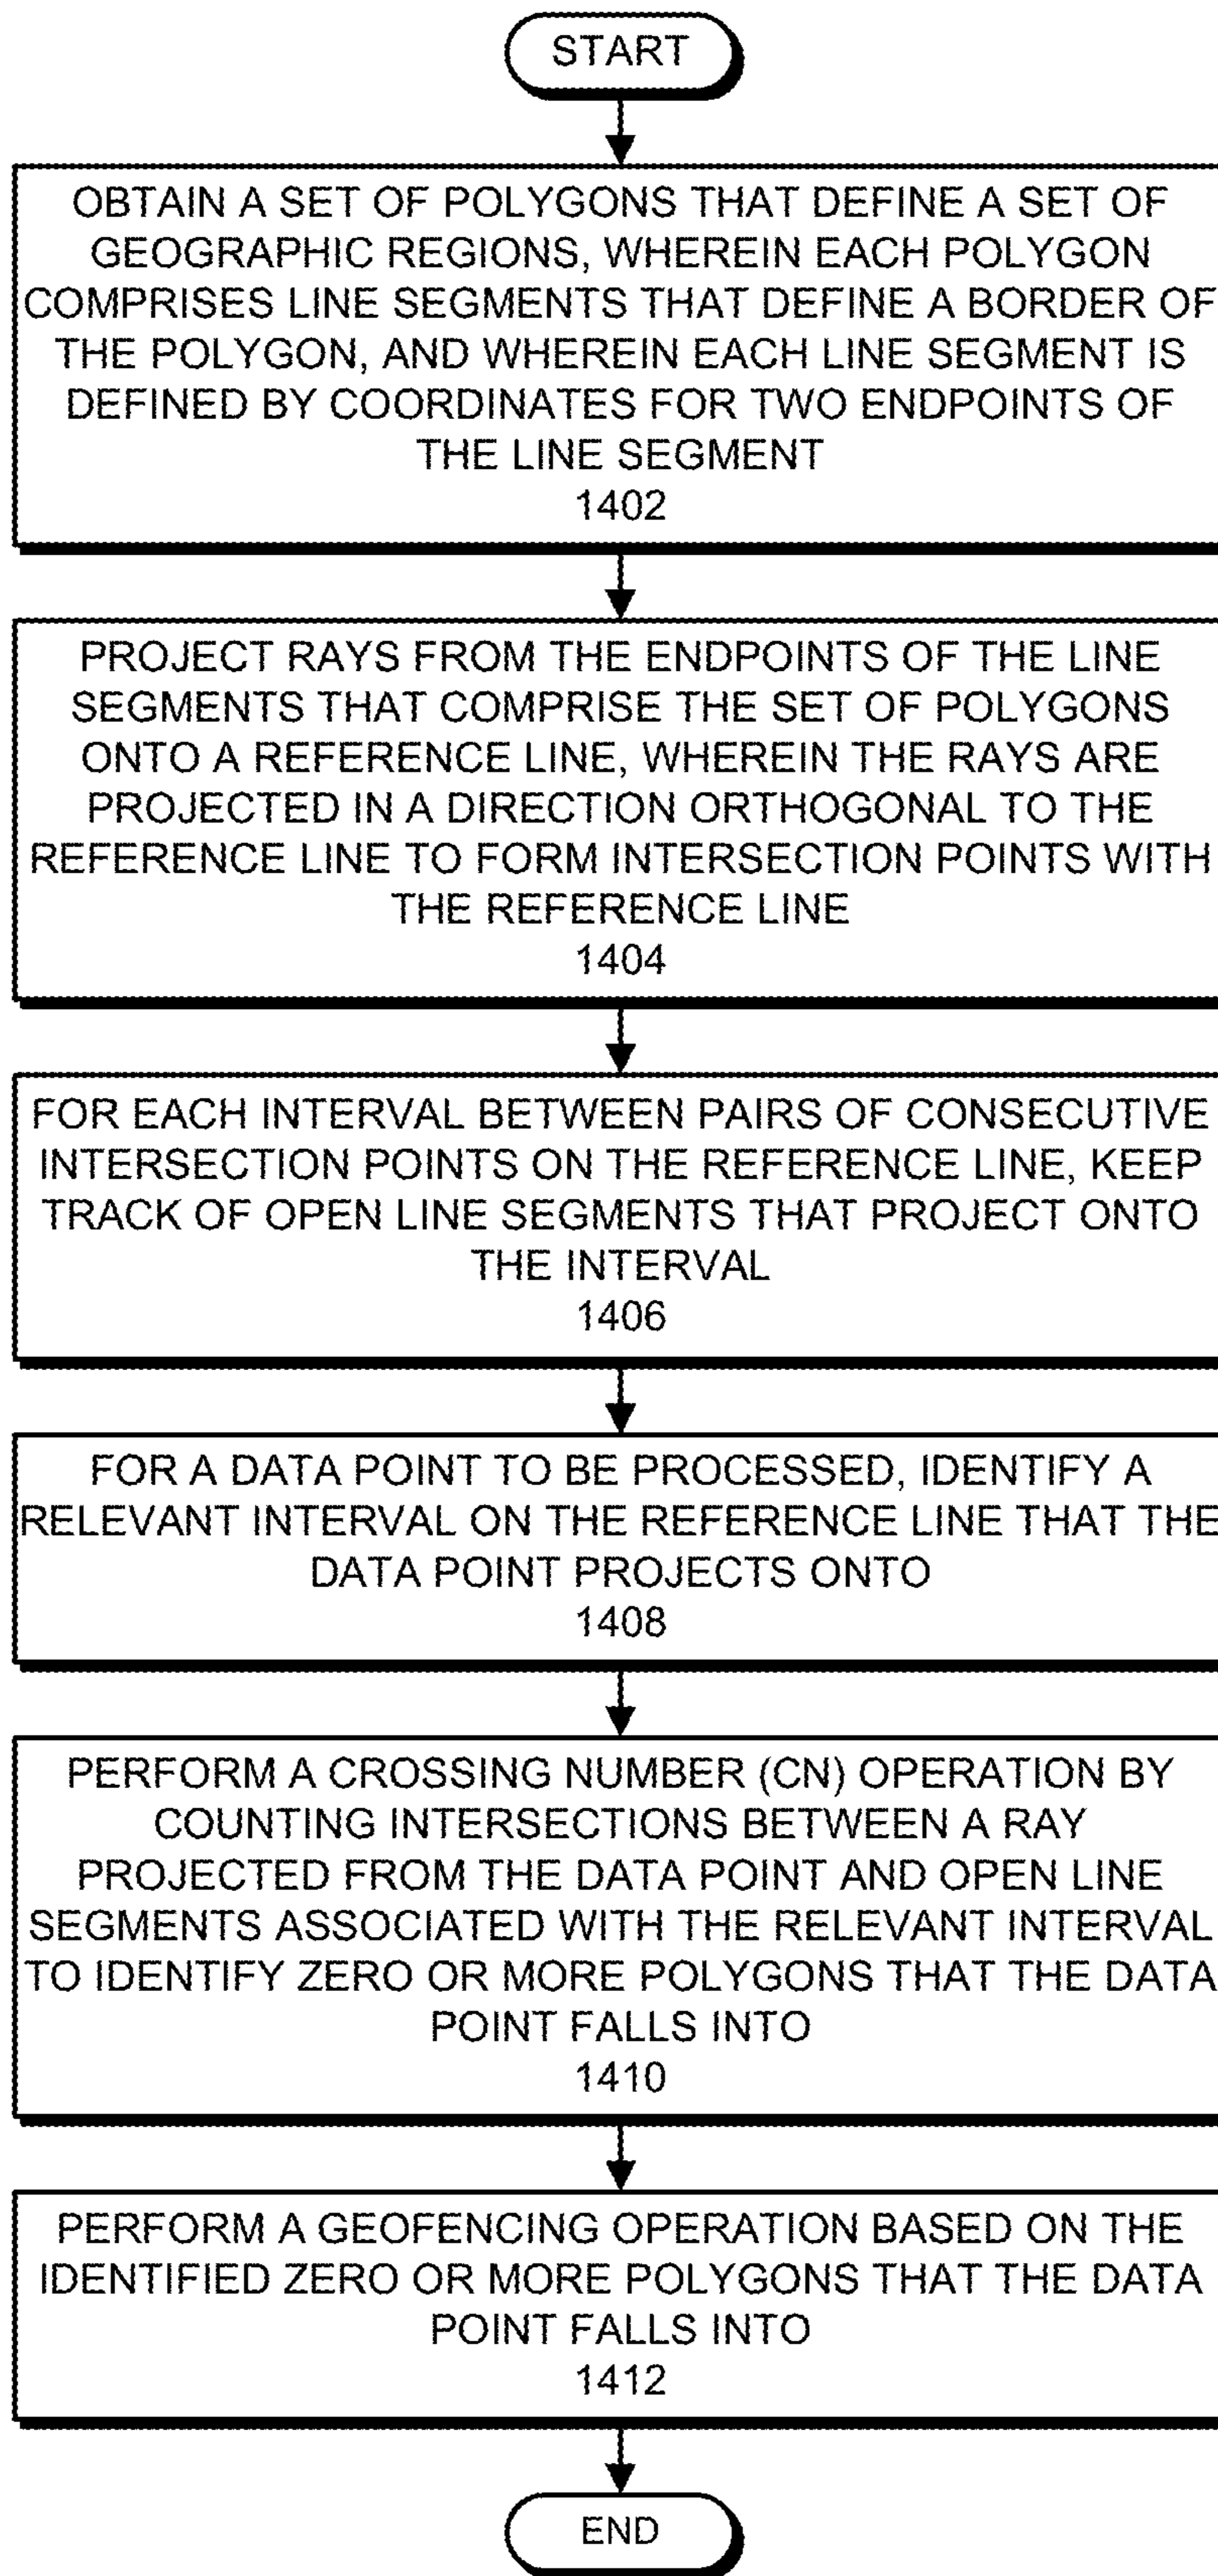 START
OBTAIN A SET OF POLYGONS THAT DEFINE A SET OF
GEOGRAPHIC REGIONS, WHEREIN EACH POLYGON
COMPRISES LINE SEGMENTS THAT DEFINE A BORDER OF
THE POLYGON, AND WHEREIN EACH LINE SEGMENT IS
DEFINED BY COORDINATES FOR TWO ENDPOINTS OF
THE LINE SEGMENT
1402
PROJECT RAYS FROM THE ENDPOINTS OF THE LINE
SEGMENTS THAT COMPRISE THE SET OF POLYGONS
ONTO A REFERENCE LINE, WHEREIN THE RAYS ARE
PROJECTED IN A DIRECTION ORTHOGONAL TO THE
REFERENCE LINE TO FORM INTERSECTION POINTS WITH
THE REFERENCE LINE
1404
FOR EACH INTERVAL BETWEEN PAIRS OF CONSECUTIVE
INTERSECTION POINTS ON THE REFERENCE LINE, KEEP
TRACK OF OPEN LINE SEGMENTS THAT PROJECT ONTO
THE INTERVAL
1406
FOR A DATA POINT TO BE PROCESSED, IDENTIFY A
RELEVANT INTERVAL ON THE REFERENCE LINE THAT THE
DATA POINT PROJECTS ONTO
1408
PERFORM A CROSSING NUMBER (CN) OPERATION BY
COUNTING INTERSECTIONS BETWEEN A RAY
PROJECTED FROM THE DATA POINT AND OPEN LINE
SEGMENTS ASSOCIATED WITH THE RELEVANT INTERVAL
TO IDENTIFY ZERO OR MORE POLYGONS THAT THE DATA
POINT FALLS INTO
1410
PERFORM A GEOFENCING OPERATION BASED ON THE
IDENTIFIED ZERO OR MORE POLYGONS THAT THE DATA
POINT FALLS INTO
1412
END